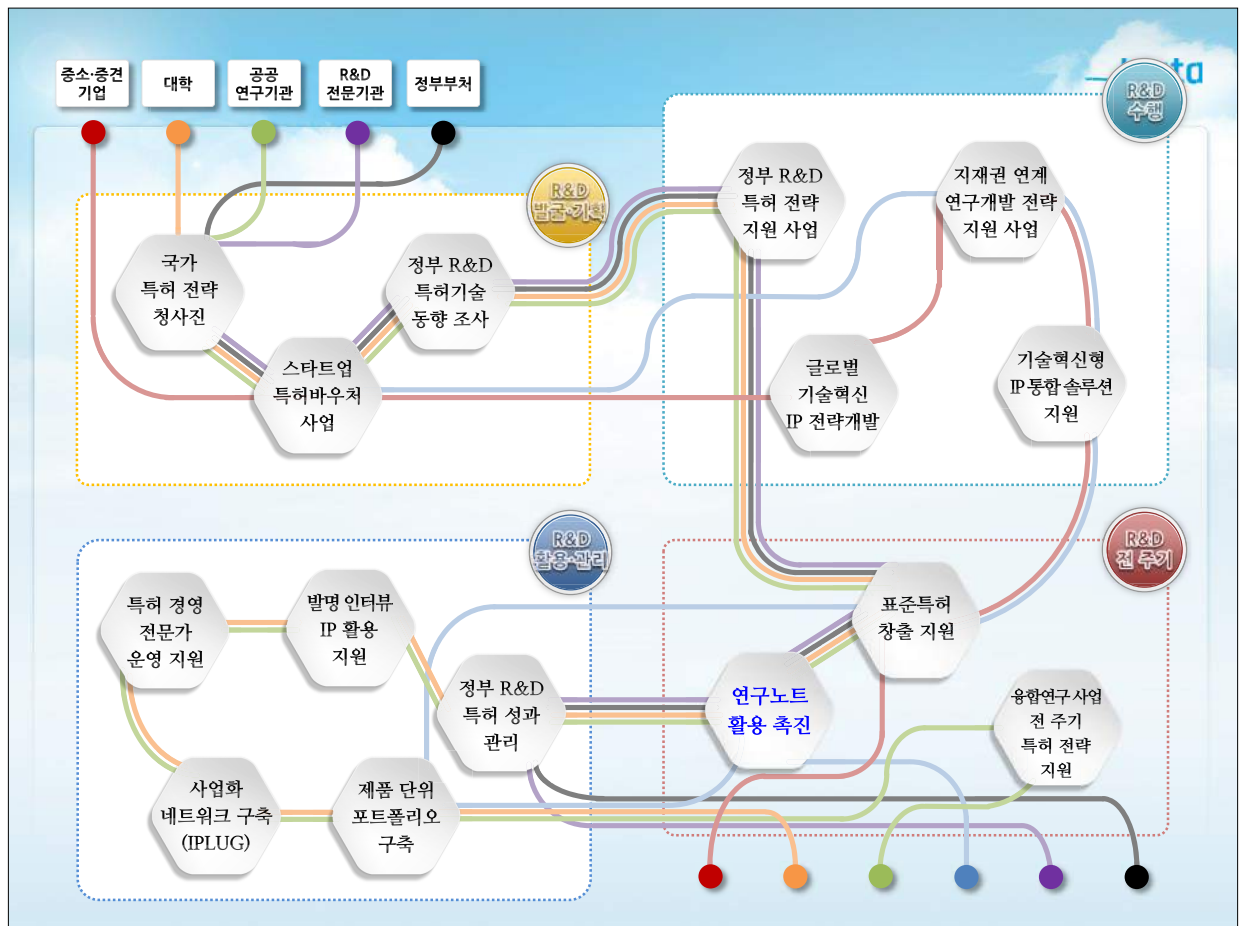 중소·중견
기업
대학
공공
연구기관
R&D
전문기관
정부부처
R&D
발굴·기획
국가
특허 전략
청사진
정부 R&D
특허기술
동향 조사
스타트업
특허바우처
사업
R&D
수행
정부 R&D
특허 전략
지원 사업
지재권 연계
연구개발 전략
지원 사업
글로벌
기술혁신
IP 전략개발
기술혁신형
IP 통합 솔루션
지원
R&D
활용·관리
특허 경영
전문가
운영 지원
발명 인터뷰
IP 활용
지원
정부 R&D
특허 성과
관리
사업화
네트워크 구축
(IPLUG)
제품 단위
포트폴리오
구축
R&D
전 주기
표준특허
창출 지원
연구노트
활용 촉진
융합연구 사업
전 주기
특허 전략
지원